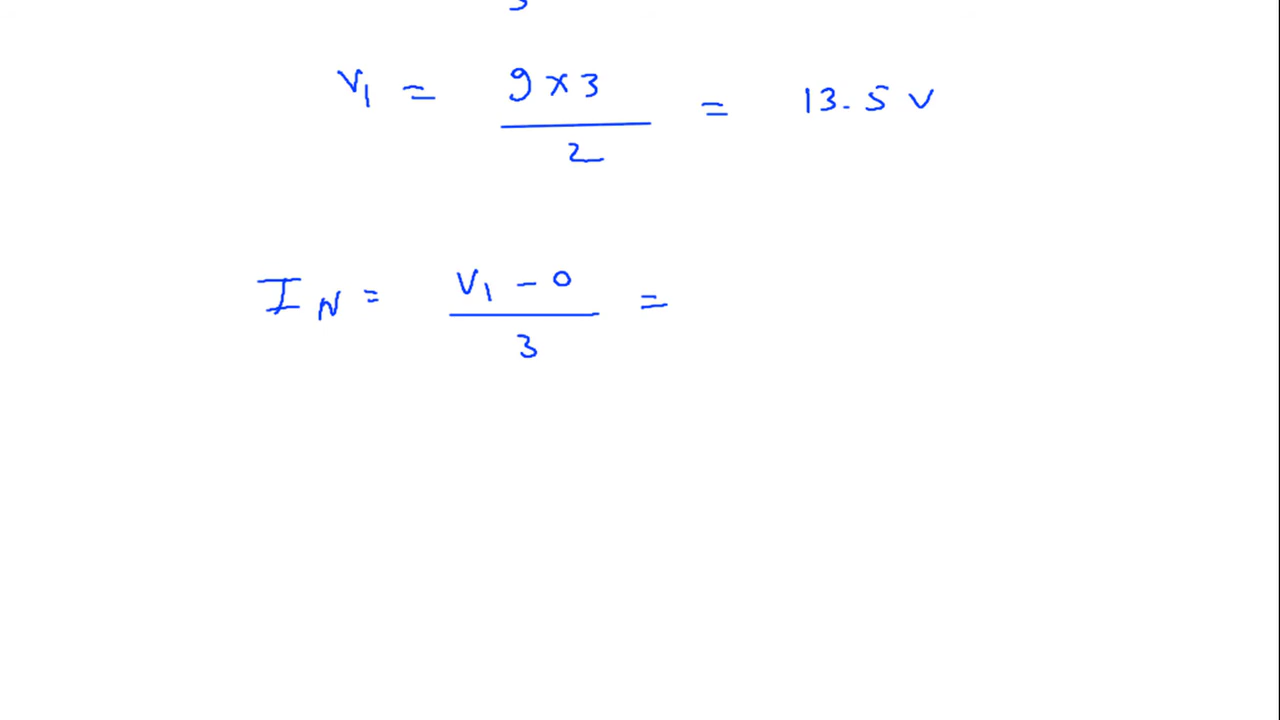 V1 = 9 x 3 / 2 = 13.5 V
IN = V1 - 0 / 3 =